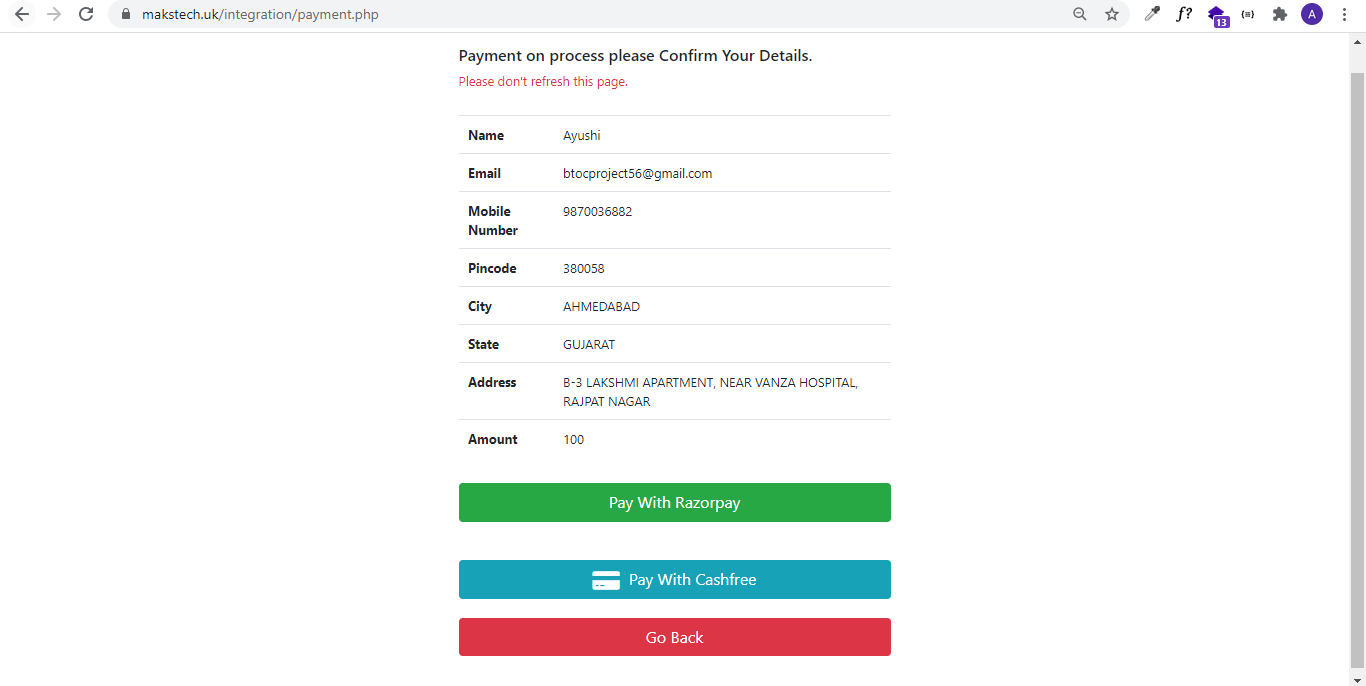 makstech.uk/integration/payment.php
f?
13
A
Payment on process please Confirm Your Details.
Please don't refresh this page.
Name Ayushi
Email btocproject56@gmail.com
Mobile Number 9870036882
Pincode 380058
City AHMEDABAD
State GUJARAT
Address B-3 LAKSHMI APARTMENT, NEAR VANZA HOSPITAL,
RAJPAT NAGAR
Amount 100
Pay With Razorpay
Pay With Cashfree
Go Back